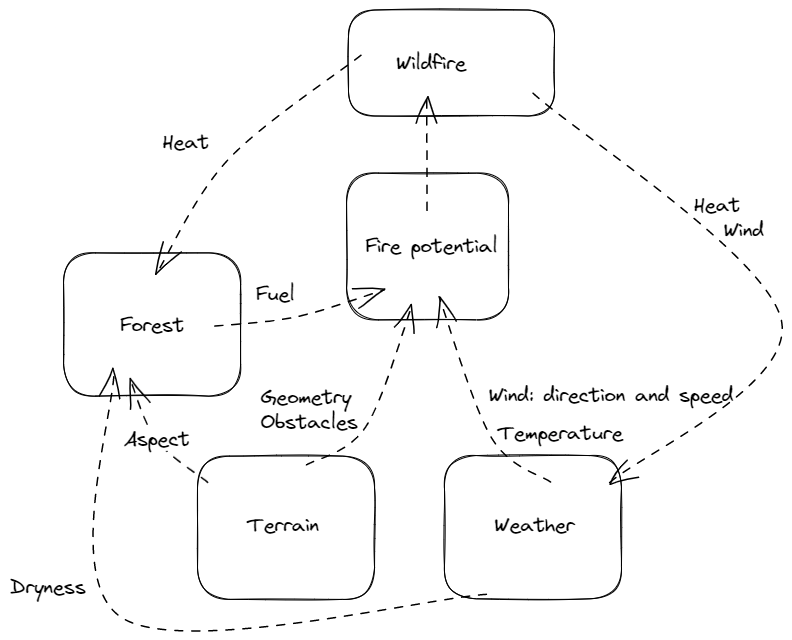 Wildfire
Heat
Heat
Wind
Fire potential
Fuel
Forest
Geometry
Obstacles
Wind: direction and speed
Temperature
Aspect
Terrain
Weather
Dryness